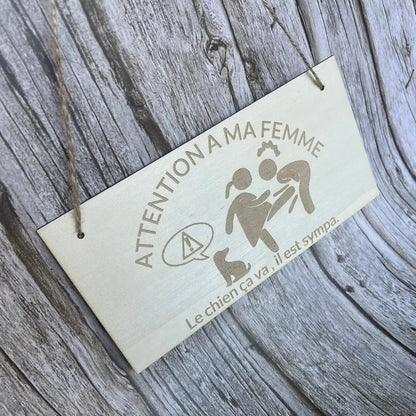 ATTENTION A MA FEMME
Le chien ça va, il est sympa.